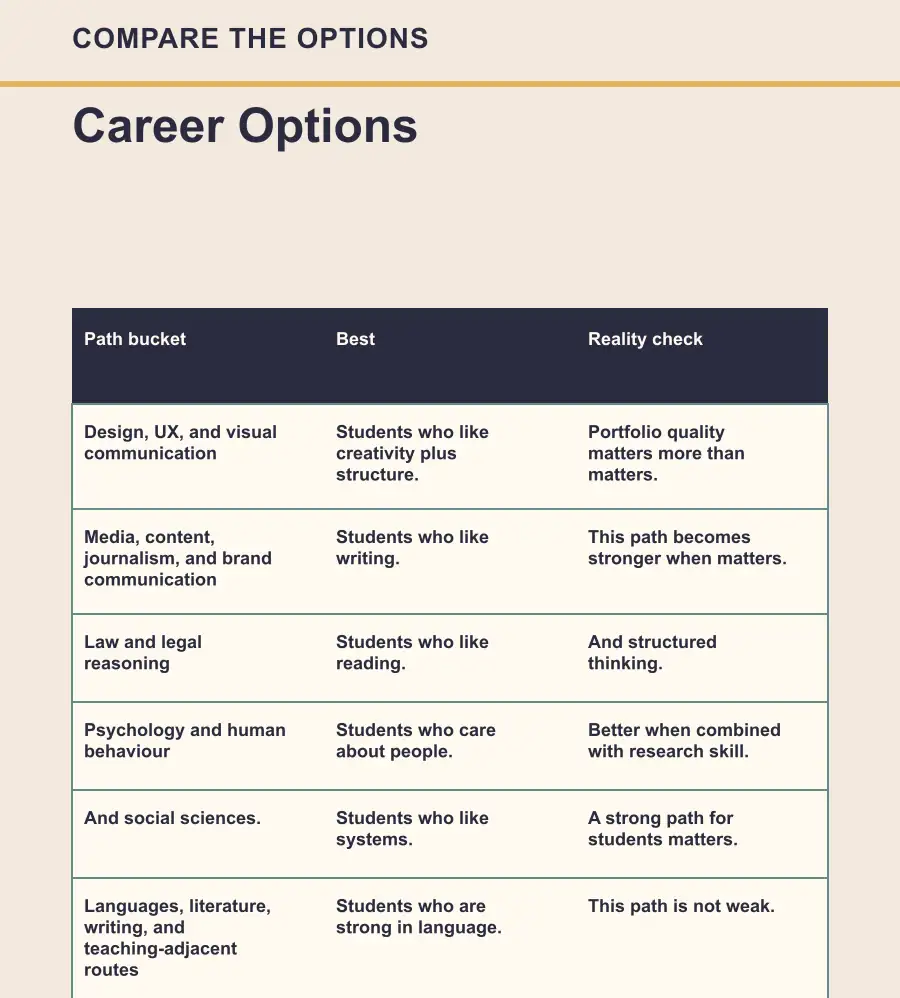 COMPARE THE OPTIONS
Career Options
Path bucket
Best
Reality check
Design, UX, and visual
communication
Students who like
creativity plus
structure.
Portfolio quality
matters more than
matters.
Media, content,
journalism, and brand
communication
Students who like
writing.
This path becomes
stronger when matters.
Law and legal
reasoning
Students who like
reading.
And structured
thinking.
Psychology and human
behaviour
Students who care
about people.
Better when combined
with research skill.
And social sciences.
Students who like
systems.
A strong path for
students matters.
Languages, literature,
writing, and
teaching-adjacent
routes
Students who are
strong in language.
This path is not weak.